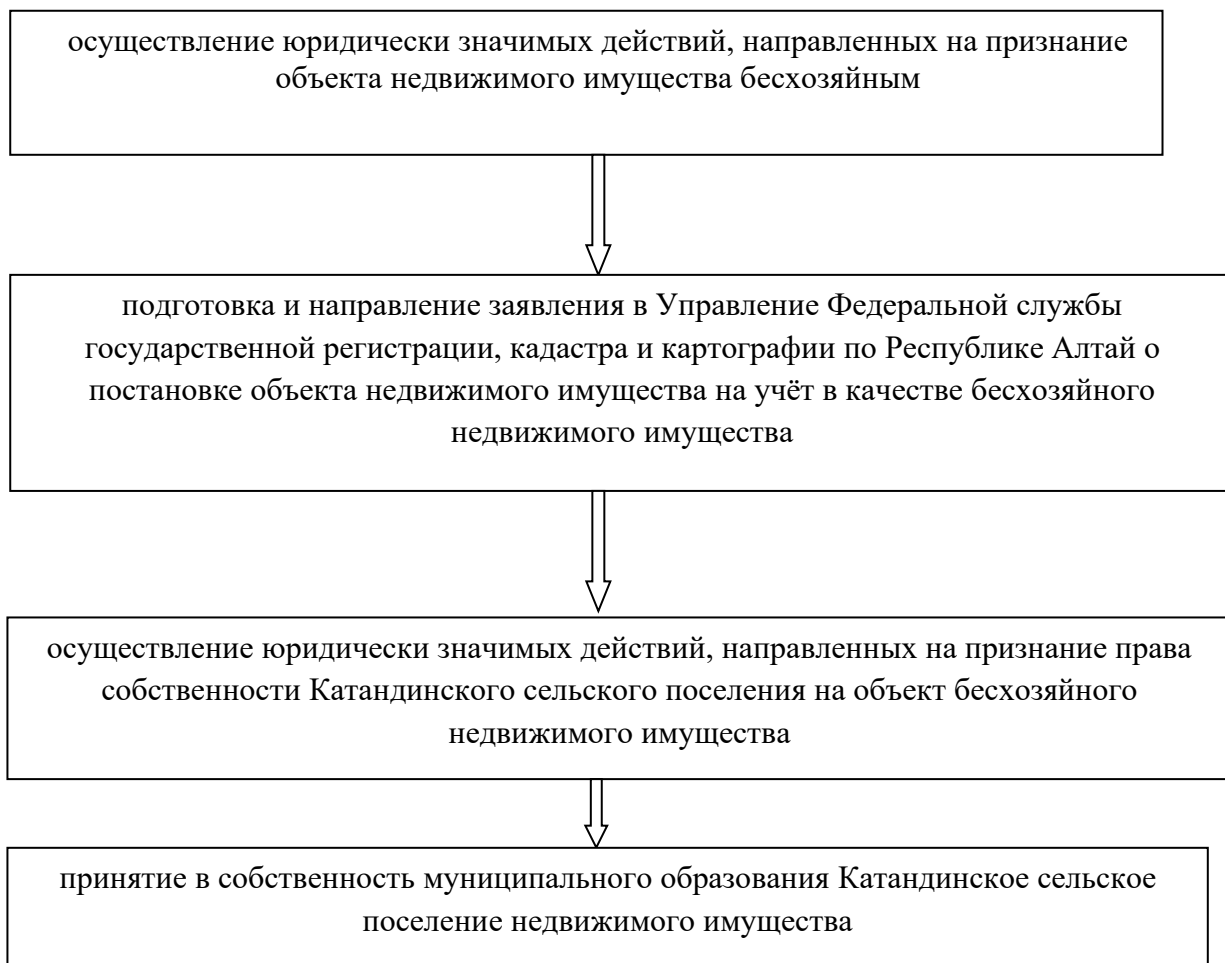 осуществление юридически значимых действий, направленных на признание
объекта недвижимого имущества бесхозяйным
подготовка и направление заявления в Управление Федеральной службы
государственной регистрации, кадастра и картографии по Республике Алтай о
постановке объекта недвижимого имущества на учёт в качестве бесхозяйного
недвижимого имущества
осуществление юридически значимых действий, направленных на признание права
собственности Катандинского сельского поселения на объект бесхозяйного
недвижимого имущества
принятие в собственность муниципального образования Катандинское сельское
поселение недвижимого имущества